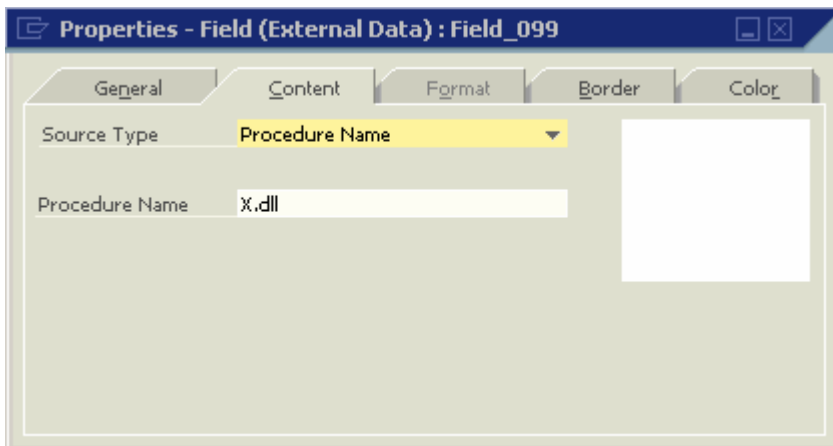 Properties - Field (External Data) : Field_099
General Content Format Border Color
Source Type Procedure Name
Procedure Name X.dll